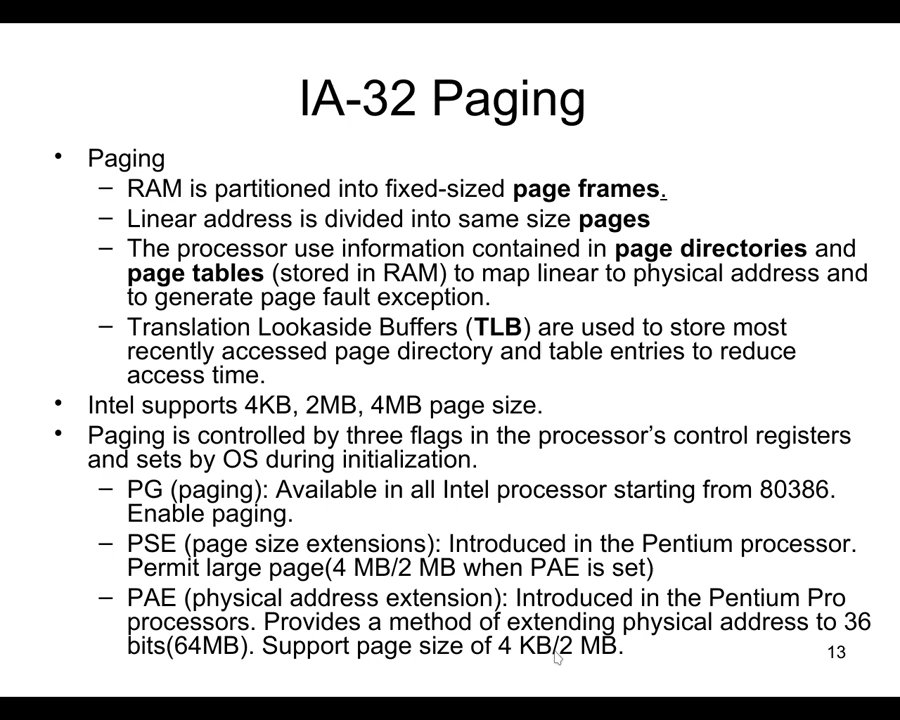 IA-32 Paging
• Paging
– RAM is partitioned into fixed-sized page frames.
– Linear address is divided into same size pages
– The processor use information contained in page directories and
page tables (stored in RAM) to map linear to physical address and
to generate page fault exception.
– Translation Lookaside Buffers (TLB) are used to store most
recently accessed page directory and table entries to reduce
access time.
• Intel supports 4KB, 2MB, 4MB page size.
• Paging is controlled by three flags in the processor’s control registers
and sets by OS during initialization.
– PG (paging): Available in all Intel processor starting from 80386.
Enable paging.
– PSE (page size extensions): Introduced in the Pentium processor.
Permit large page(4 MB/2 MB when PAE is set)
– PAE (physical address extension): Introduced in the Pentium Pro
processors. Provides a method of extending physical address to 36
bits(64MB). Support page size of 4 KB/2 MB.
13